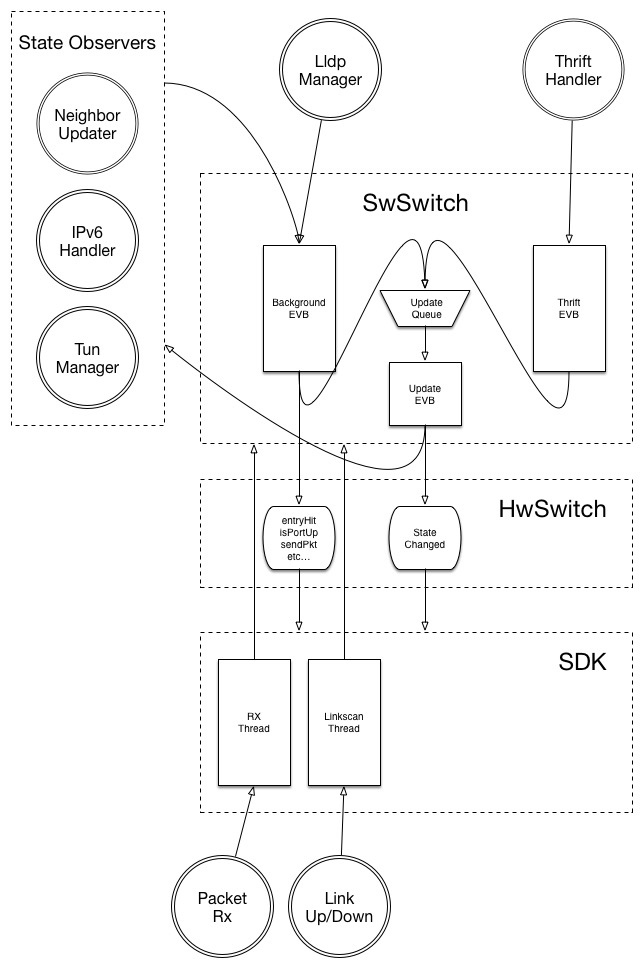 State Observers
Neighbor
Updater
IPv6
Handler
Tun
Manager
Lldp
Manager
Thrift
Handler
SwSwitch
Background
EVB
Update
Queue
Thrift
EVB
Update
EVB
HwSwitch
entryHit
isPortUp
sendPkt
etc...
State
Changed
SDK
RX
Thread
Linkscan
Thread
Packet
Rx
Link
Up/Down